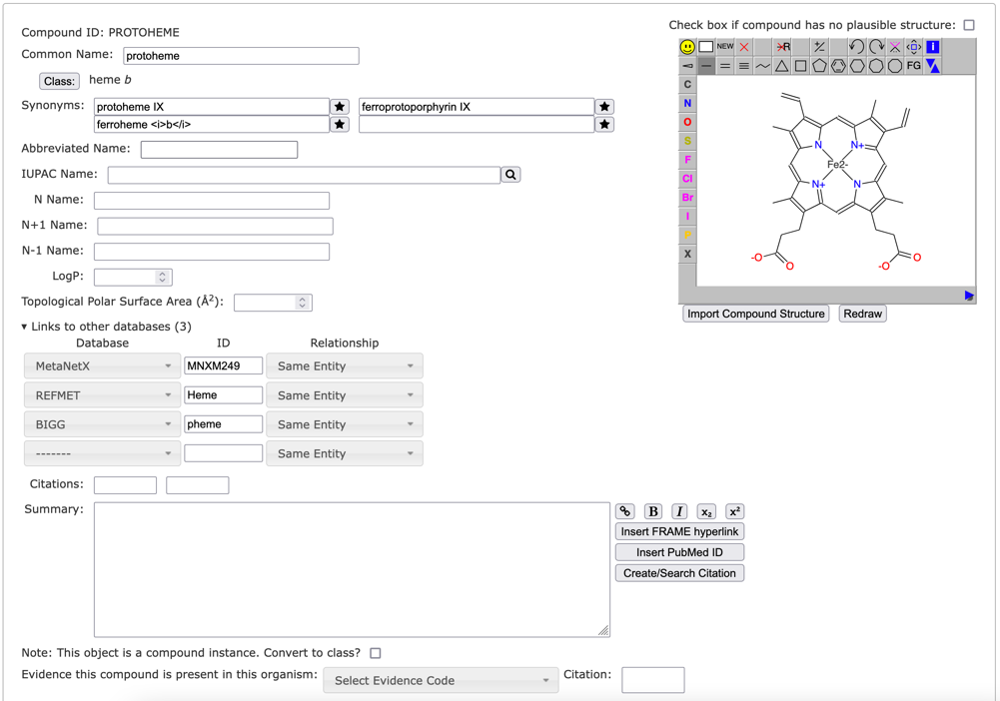 Check box if compound has no plausible structure:
Compound ID: PROTOHEME
Common Name: protoheme
Class: heme b
Synonyms: protoheme IX ★ ferroprotoporphyrin IX ★
ferroheme <i>b</i> ★ ★
Abbreviated Name:
IUPAC Name:
N Name:
N+1 Name:
N-1 Name:
LogP:
Topological Polar Surface Area (Å²):
NEW R +/- i
FG
C
N
O
S
F
Cl
Br
I
P
X
N N+
Fe2-
N+ N
-O O -O O
Import Compound Structure Redraw
▾ Links to other databases (3)
Database ID Relationship
MetaNetX MNXM249 Same Entity
REFMET Heme Same Entity
BIGG pheme Same Entity
------- Same Entity
Citations:
Summary:
B I x₂ x²
Insert FRAME hyperlink
Insert PubMed ID
Create/Search Citation
Note: This object is a compound instance. Convert to class?
Evidence this compound is present in this organism: Select Evidence Code Citation: